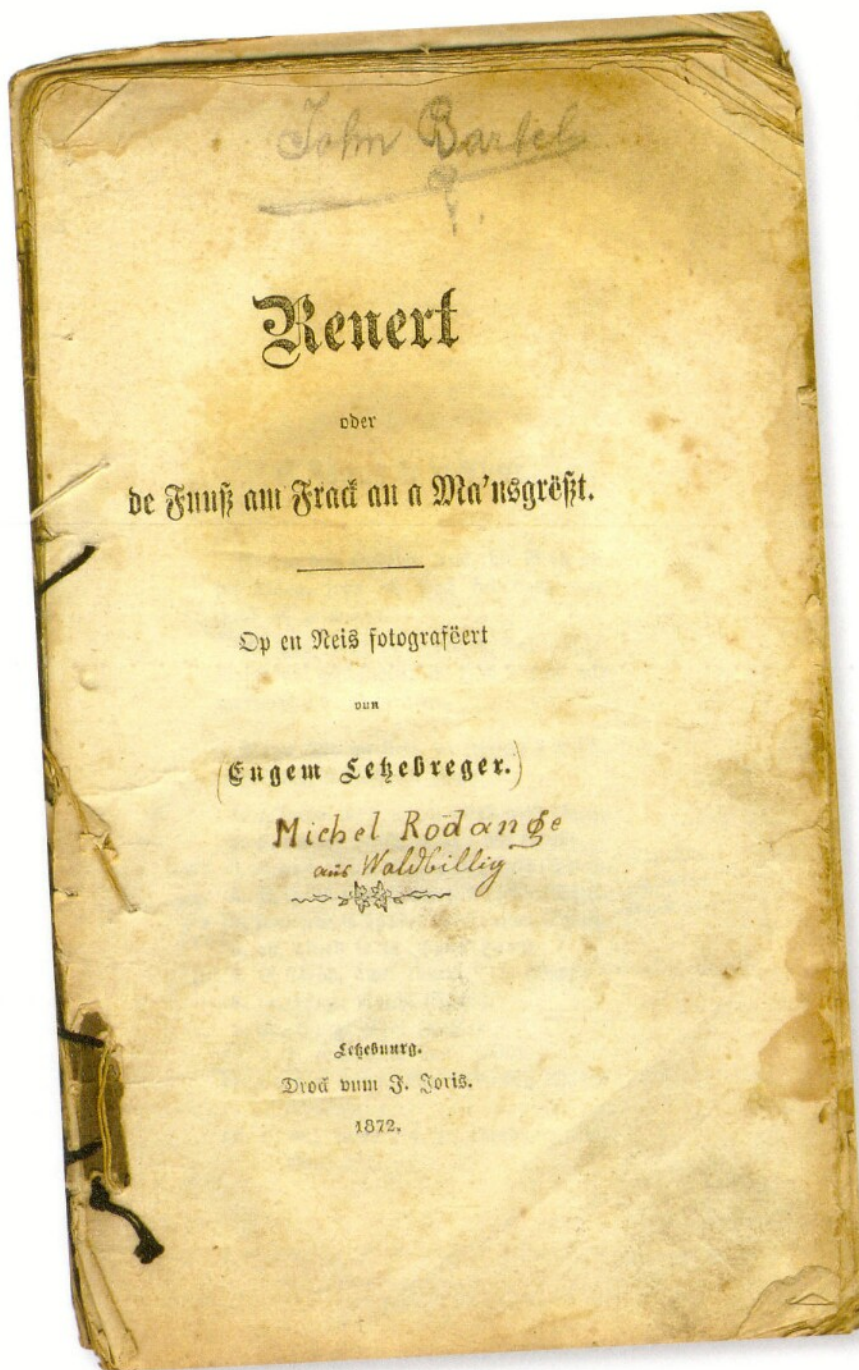 John Bartel
Renert
oder
de Fuuß am Frack an a Ma'nsgrëßt.
Op en Neis fotograféert
vun
(Engem Letzebreger.)
Michel Rodange
aus Waldbillig
Letzebuurg.
Drock vum J. Joris.
1872.